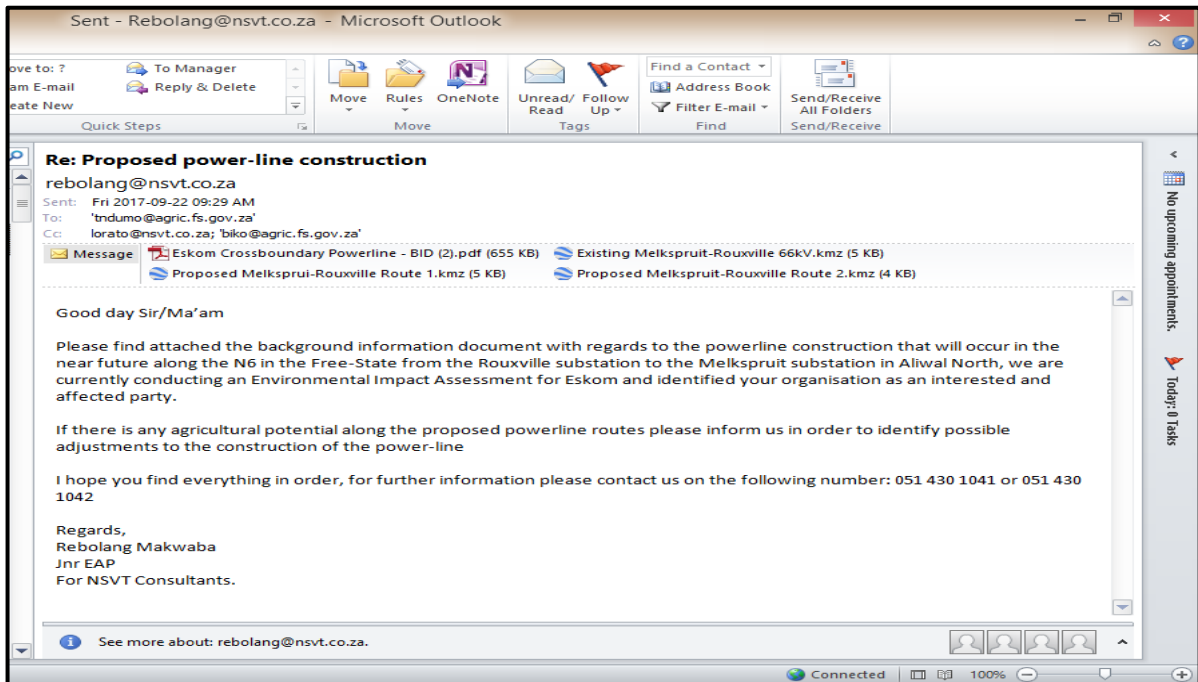 Sent - Rebolang@nsvt.co.za - Microsoft Outlook
ove to: ?
To Manager
am E-mail
Reply & Delete
eate New
Quick Steps
Move
Rules
OneNote
Move
Unread/ Read
Follow Up
Tags
Find a Contact
Address Book
Filter E-mail
Find
Send/Receive All Folders
Send/Receive
Re: Proposed power-line construction
rebolang@nsvt.co.za
Sent: Fri 2017-09-22 09:29 AM
To: 'tndumo@agric.fs.gov.za'
Cc: lorato@nsvt.co.za; 'biko@agric.fs.gov.za'
Message Eskom Crossboundary Powerline - BID (2).pdf (655 KB) Existing Melkspruit-Rouxville 66kV.kmz (5 KB)
Proposed Melksprui-Rouxville Route 1.kmz (5 KB) Proposed Melkspruit-Rouxville Route 2.kmz (4 KB)
Good day Sir/Ma'am
Please find attached the background information document with regards to the powerline construction that will occur in the
near future along the N6 in the Free-State from the Rouxville substation to the Melkspruit substation in Aliwal North, we are
currently conducting an Environmental Impact Assessment for Eskom and identified your organisation as an interested and
affected party.
If there is any agricultural potential along the proposed powerline routes please inform us in order to identify possible
adjustments to the construction of the power-line
I hope you find everything in order, for further information please contact us on the following number: 051 430 1041 or 051 430
1042
Regards,
Rebolang Makwaba
Jnr EAP
For NSVT Consultants.
See more about: rebolang@nsvt.co.za.
No upcoming appointments.
Today: 0 Tasks
Connected
100%